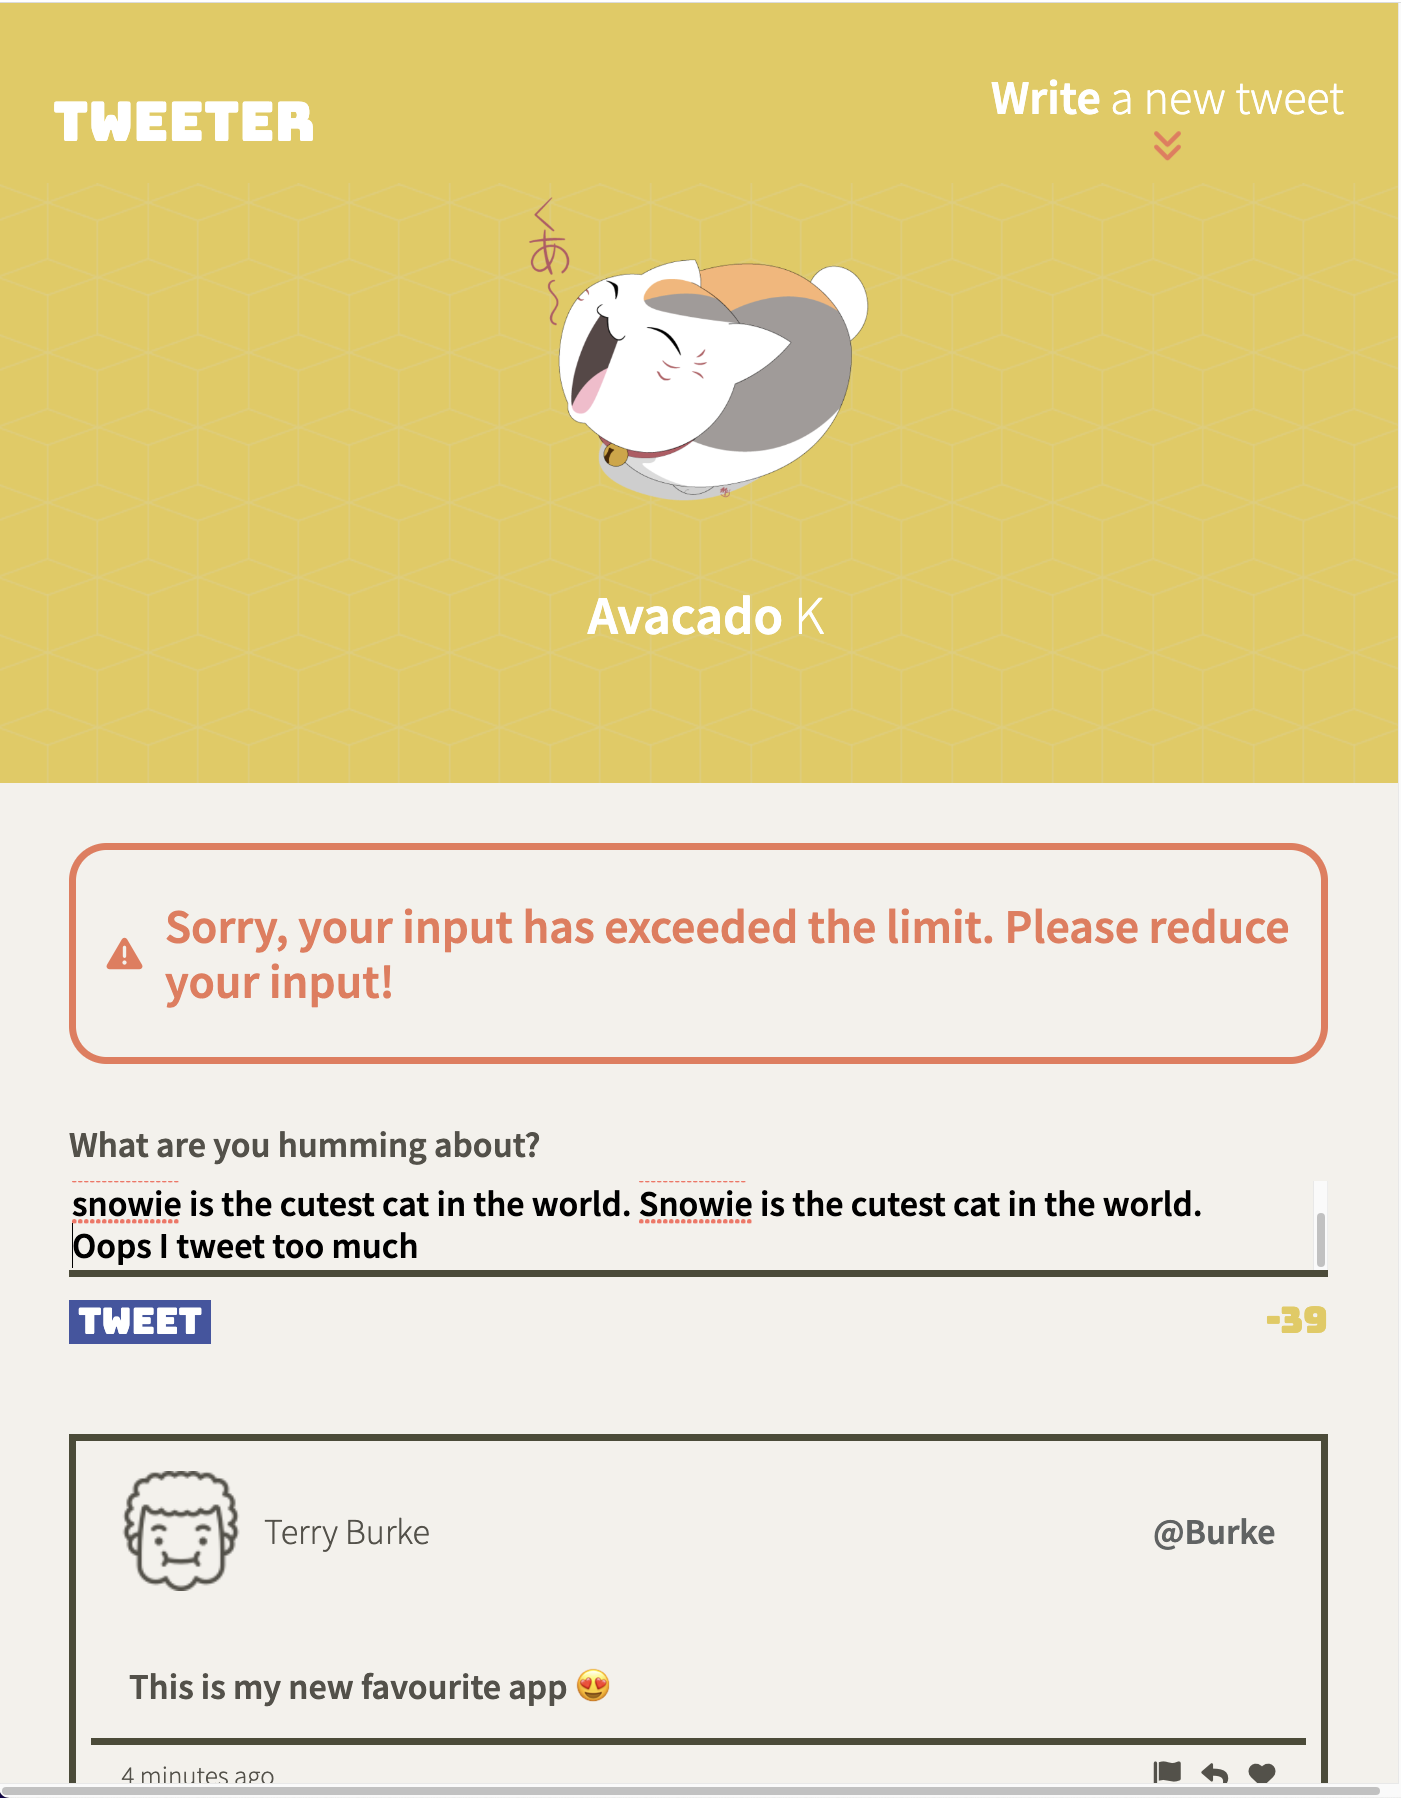 TWEETER
Write a new tweet
くあ〜
Avacado K
Sorry, your input has exceeded the limit. Please reduce
your input!
What are you humming about?
snowie is the cutest cat in the world. Snowie is the cutest cat in the world.
Oops I tweet too much
TWEET
-39
Terry Burke
@Burke
This is my new favourite app 😍
4 minutes ago